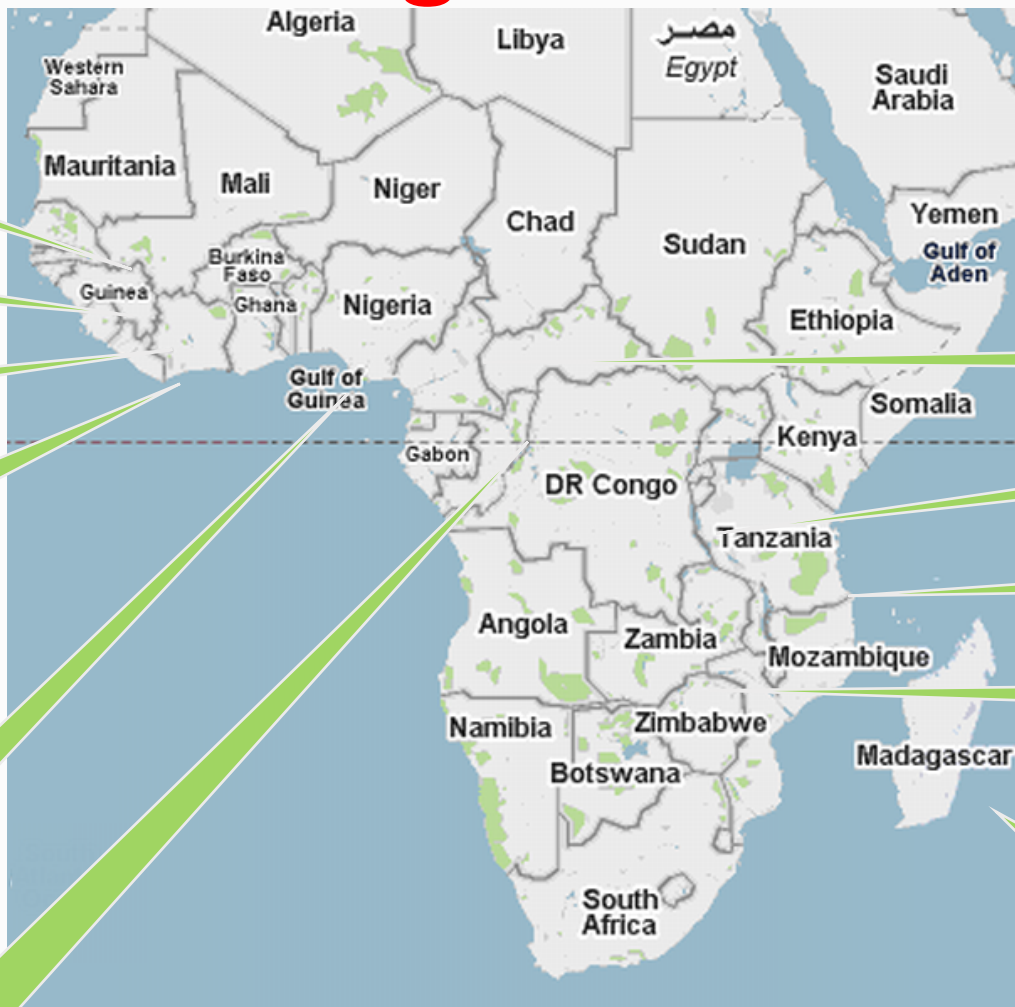 Algeria
Libya
مصر
Egypt
Western
Sahara
Saudi
Arabia
Mauritania
Mali
Niger
Chad
Yemen
Sudan
Gulf of
Aden
Burkina
Faso
Guinea
Ghana
Nigeria
Ethiopia
Gulf of
Guinea
Somalia
Kenya
Gabon
DR Congo
Tanzania
Angola
Zambia
Mozambique
Namibia
Zimbabwe
Madagascar
Botswana
South
Africa